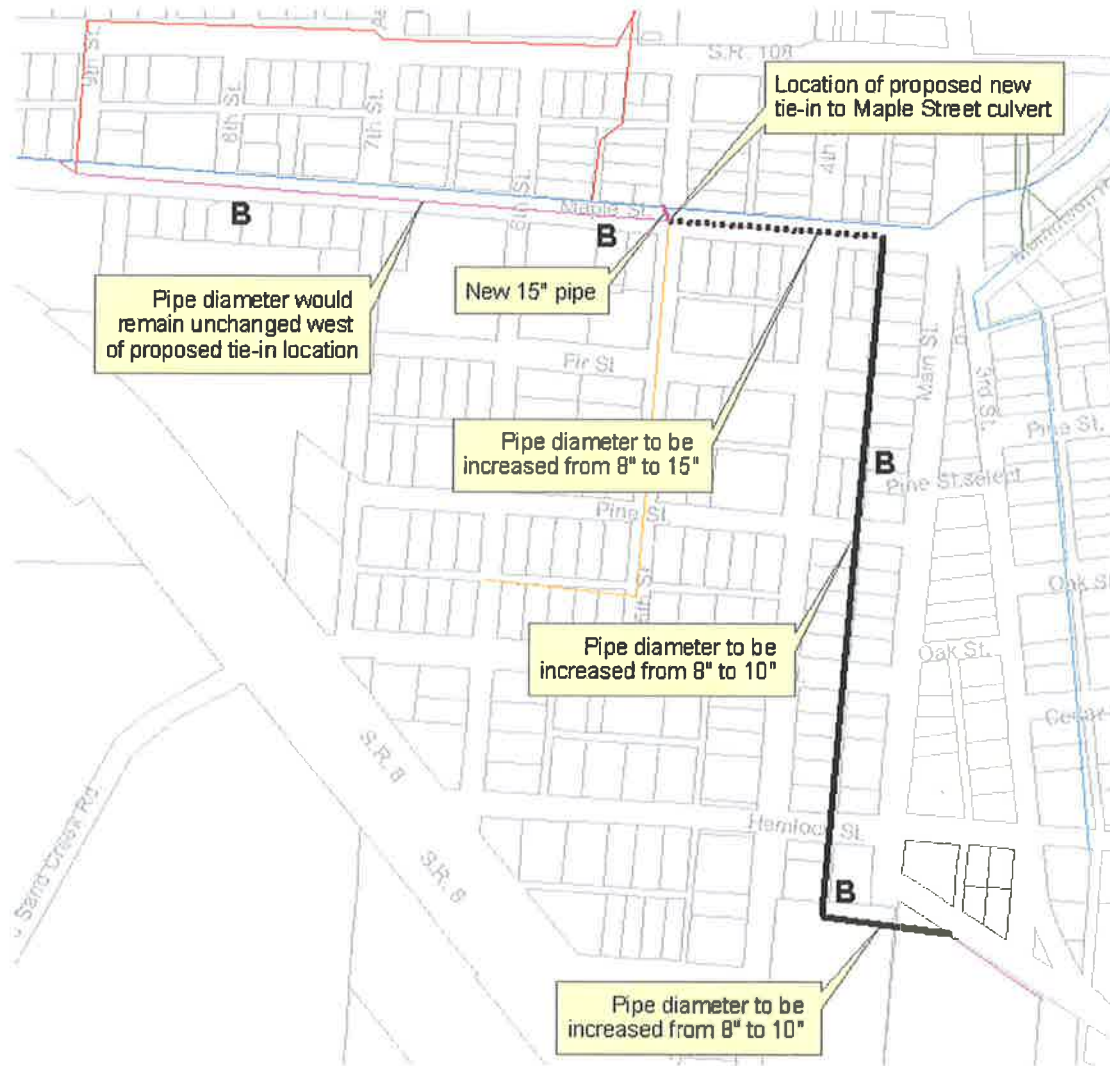 S.R. 108
Location of proposed new
tie-in to Maple Street culvert
9th St.
8th St.
7th St.
4th
6th St.
Maple St.
B
B
New 15" pipe
Pipe diameter would
remain unchanged west
of proposed tie-in location
Fir St
Main St.
3rd St.
Pipe diameter to be
increased from 8" to 15"
Pine St.
B
Pine St.select
Pine St
Oak S
5th St
Pipe diameter to be
increased from 8" to 10"
Oak St.
Cedar
S.R. 8
Hemlock St.
Sand Creek Rd
S.R. 8
B
Pipe diameter to be
increased from 8" to 10"